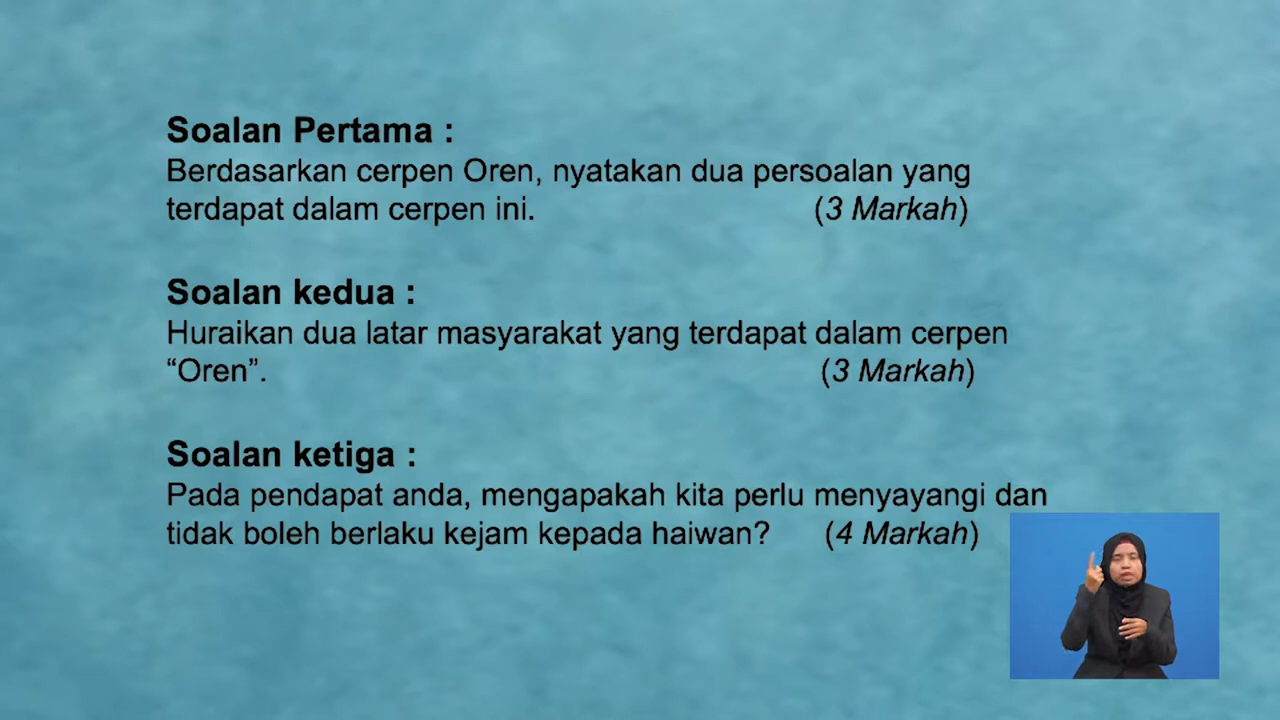 Soalan Pertama :
Berdasarkan cerpen Oren, nyatakan dua persoalan yang
terdapat dalam cerpen ini. (3 Markah)
Soalan kedua :
Huraikan dua latar masyarakat yang terdapat dalam cerpen
“Oren”. (3 Markah)
Soalan ketiga :
Pada pendapat anda, mengapakah kita perlu menyayangi dan
tidak boleh berlaku kejam kepada haiwan? (4 Markah)